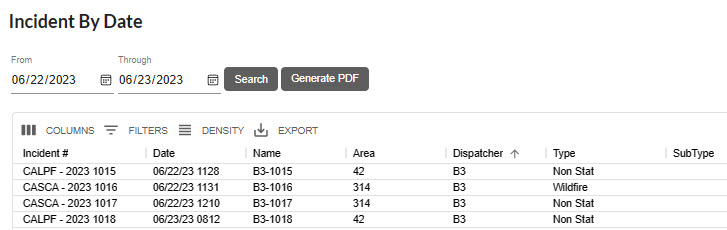 Incident By Date
From Through
06/22/2023 06/23/2023 Search Generate PDF
COLUMNS FILTERS DENSITY EXPORT
Incident # Date Name Area Dispatcher Type SubType
CALPF - 2023 1015 06/22/23 1128 B3-1015 42 B3 Non Stat
CASCA - 2023 1016 06/22/23 1131 B3-1016 314 B3 Wildfire
CASCA - 2023 1017 06/22/23 1210 B3-1017 314 B3 Non Stat
CALPF - 2023 1018 06/23/23 0812 B3-1018 42 B3 Non Stat